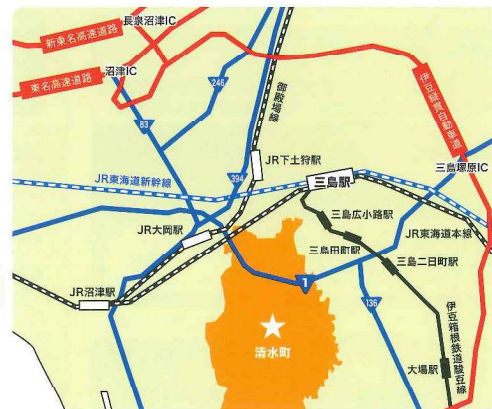 長泉沼津IC
新東名高速道路
沼津IC
東名高速道路
246
83
御殿場線
伊豆縦貫自動車道
JR下土狩駅
394
三島塚原IC
JR東海道新幹線
三島駅
JR大岡駅
三島広小路駅
JR東海道本線
三島田町駅
三島二日町駅
JR沼津駅
1
136
伊豆箱根鉄道駿豆線
清水町
大場駅